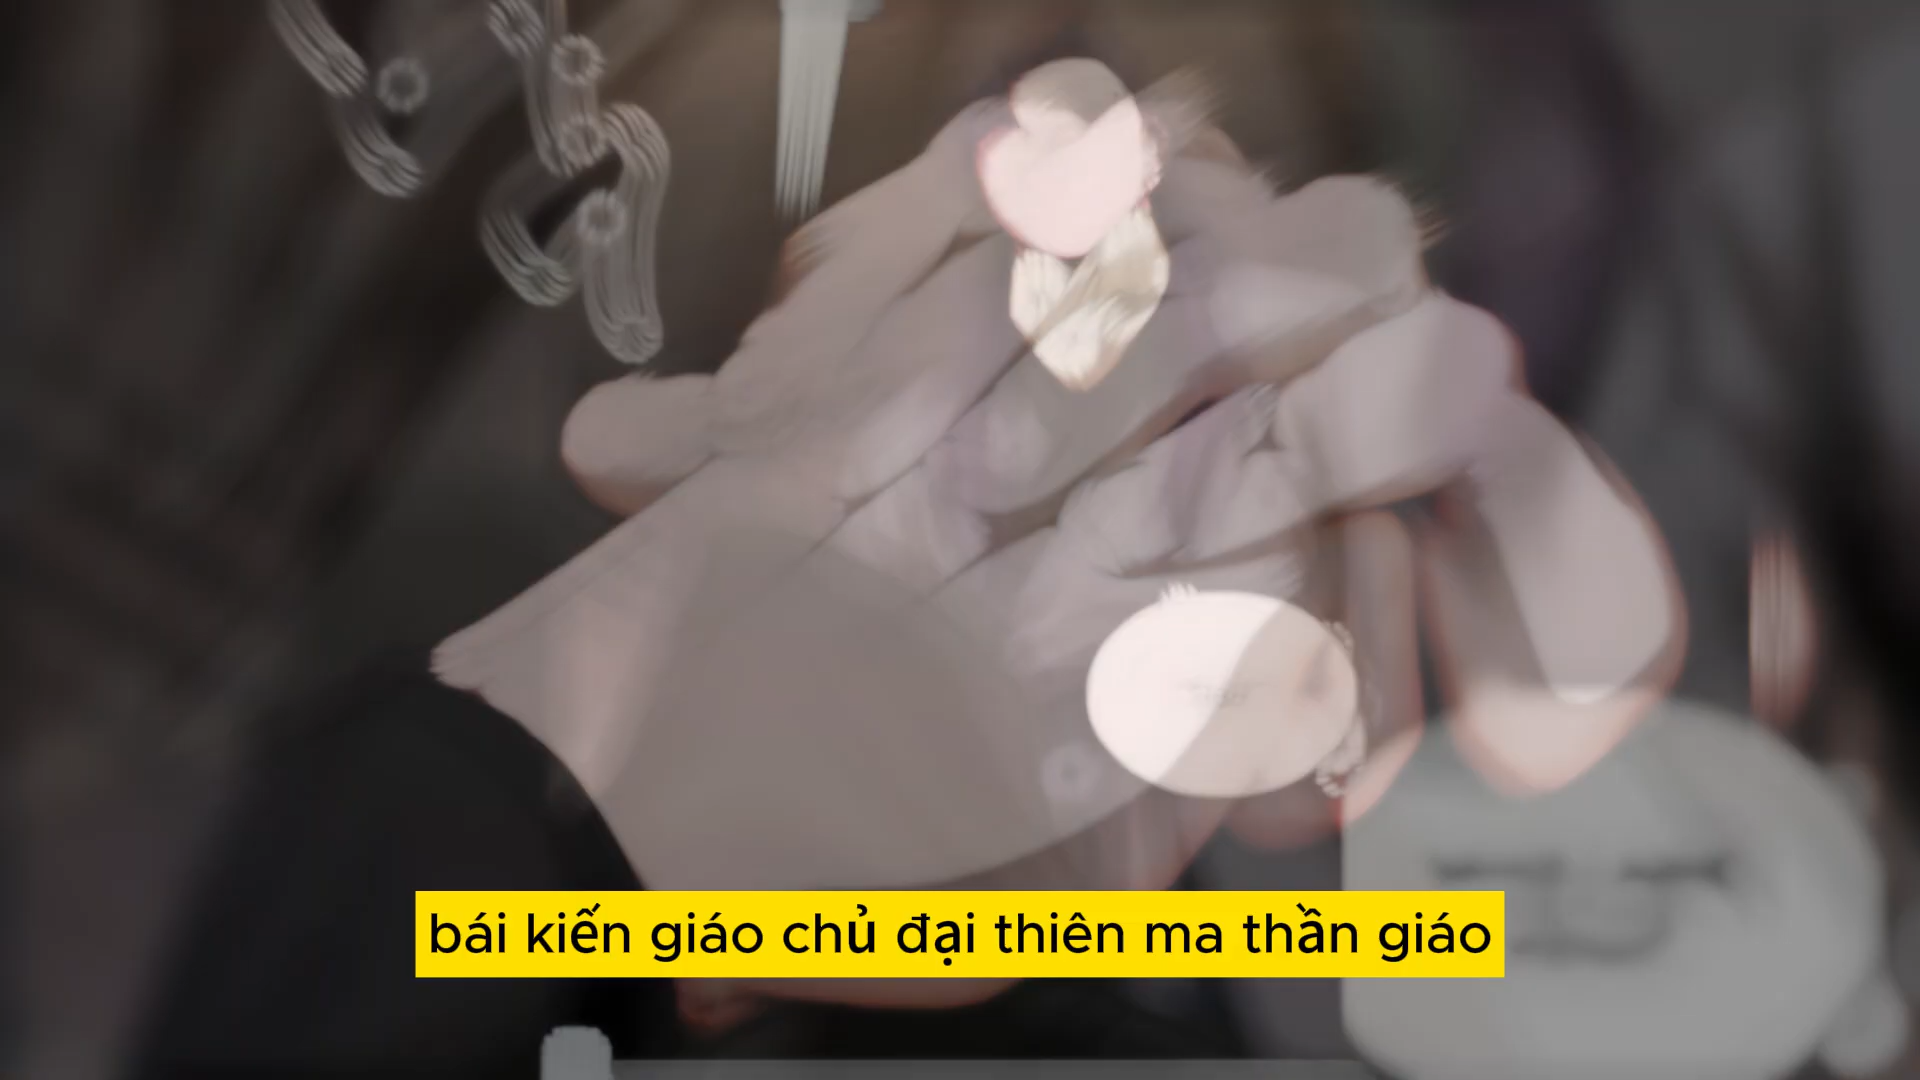 bái kiến giáo chủ đại thiên ma thần giáo